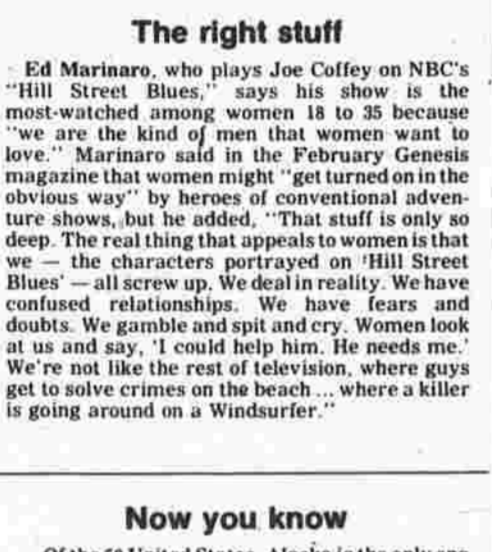 The right stuff
Ed Marinaro, who plays Joe Coffey on NBC's
"Hill Street Blues," says his show is the
most-watched among women 18 to 35 because
"we are the kind of men that women want to
love." Marinaro said in the February Genesis
magazine that women might "get turned on in the
obvious way" by heroes of conventional adven-
ture shows, but he added, "That stuff is only so
deep. The real thing that appeals to women is that
we — the characters portrayed on 'Hill Street
Blues' — all screw up. We deal in reality. We have
confused relationships. We have fears and
doubts. We gamble and spit and cry. Women look
at us and say, 'I could help him. He needs me.'
We're not like the rest of television, where guys
get to solve crimes on the beach ... where a killer
is going around on a Windsurfer."
Now you know